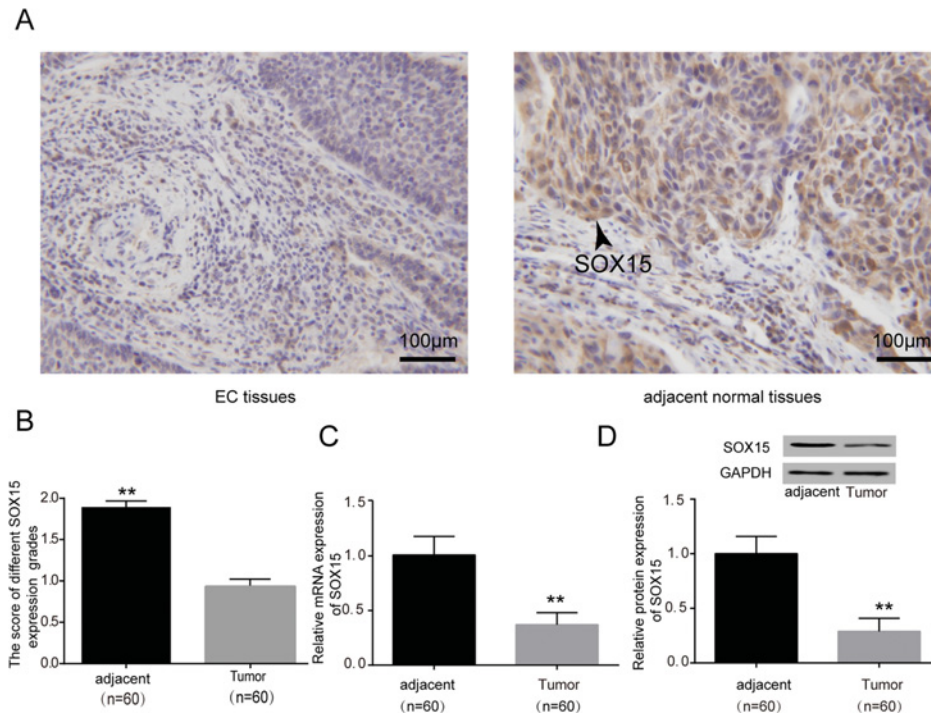 A
SOX15
100μm
100μm
EC tissues
adjacent normal tissues
B
The score of different SOX15
expression grades
2.0
1.5
1.0
0.5
0.0
**
adjacent
(n=60)
Tumor
(n=60)
C
Relative mRNA expression
of SOX15
1.5
1.0
0.5
0.0
**
adjacent
(n=60)
Tumor
(n=60)
D
SOX15
GAPDH
adjacent Tumor
Relative protein expression
of SOX15
1.5
1.0
0.5
0.0
**
adjacent
(n=60)
Tumor
(n=60)